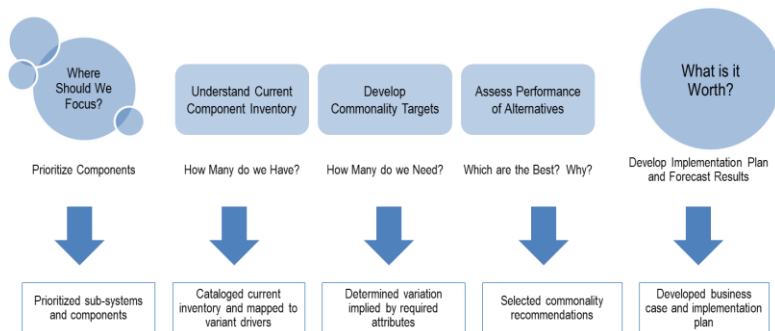 Where
Should We
Focus?
Understand Current
Component Inventory
Develop
Commonality Targets
Assess Performance
of Alternatives
What is it
Worth?
Prioritize Components
How Many do we Have?
How Many do we Need?
Which are the Best? Why?
Develop Implementation Plan
and Forecast Results
Prioritized sub-systems
and components
Cataloged current
inventory and mapped to
variant drivers
Determined variation
implied by required
attributes
Selected commonality
recommendations
Developed business
case and implementation
plan